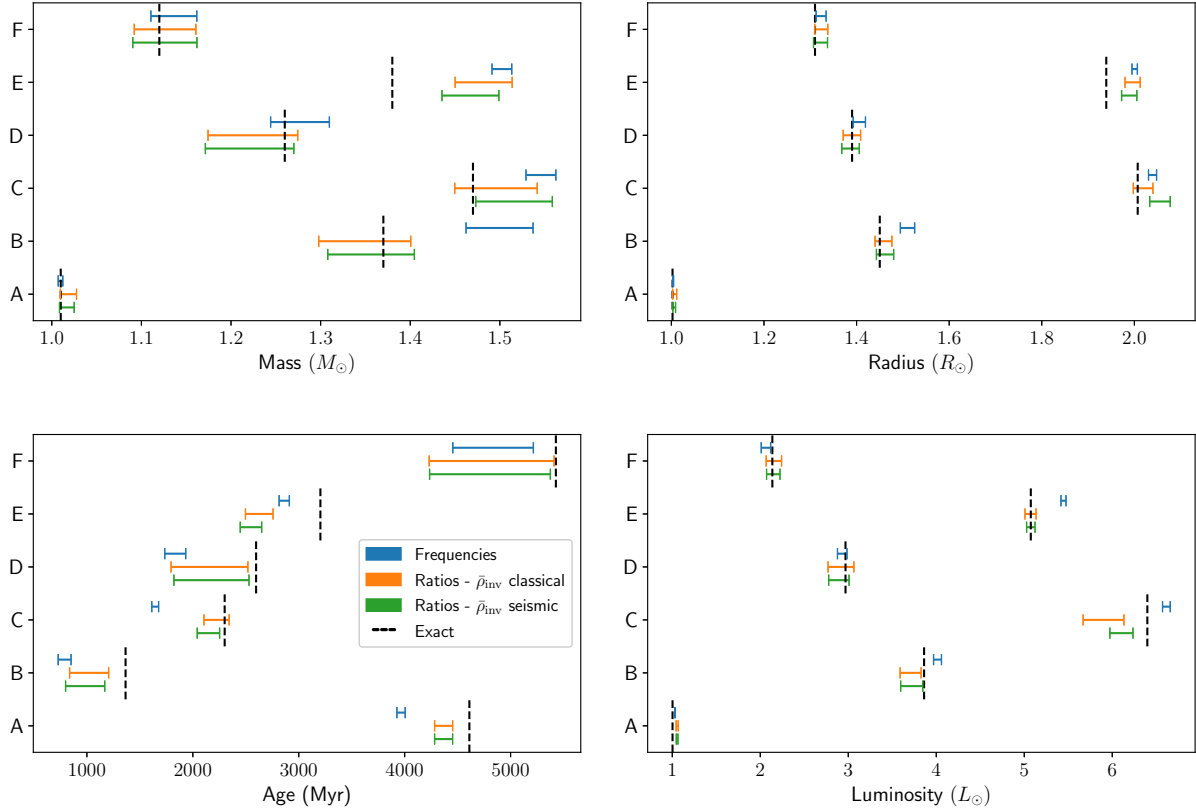 F
E
D
C
B
A
1.0 1.1 1.2 1.3 1.4 1.5
Mass (M⊙)
F
E
D
C
B
A
1.0 1.2 1.4 1.6 1.8 2.0
Radius (R⊙)
F
E
D
C
B
A
1000 2000 3000 4000 5000
Age (Myr)
Frequencies
Ratios - ρ̄inv classical
Ratios - ρ̄inv seismic
Exact
F
E
D
C
B
A
1 2 3 4 5 6
Luminosity (L⊙)